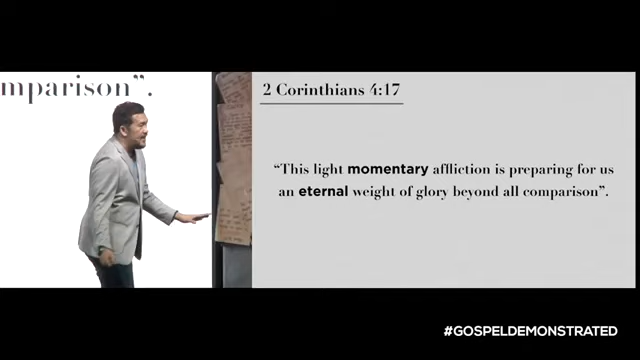 mparison”.
2 Corinthians 4:17
“This light momentary affliction is preparing for us
an eternal weight of glory beyond all comparison”.
#GOSPELDEMONSTRATED